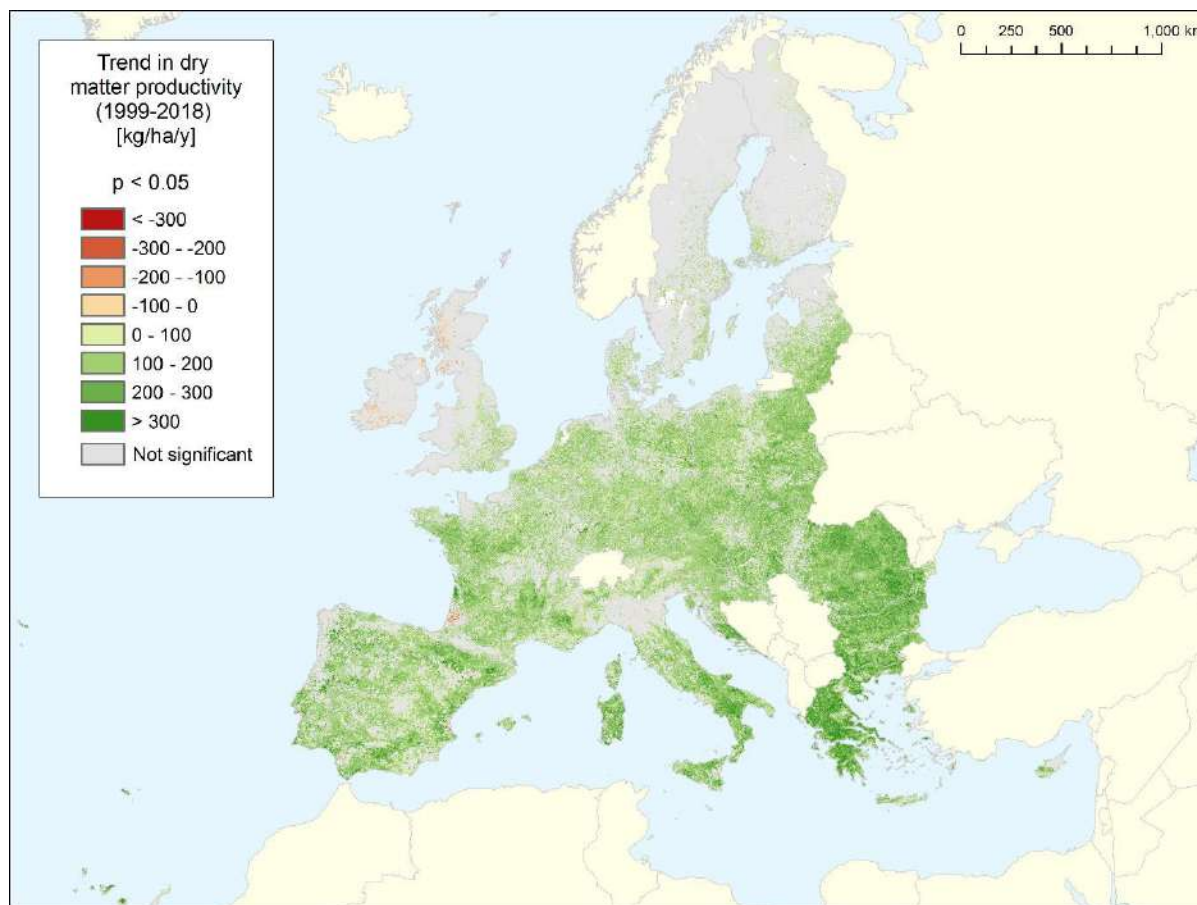 Trend in dry
matter productivity
(1999-2018)
[kg/ha/y]
p < 0.05
< -300
-300 - -200
-200 - -100
-100 - 0
0 - 100
100 - 200
200 - 300
> 300
Not significant
0 250 500 1,000 km